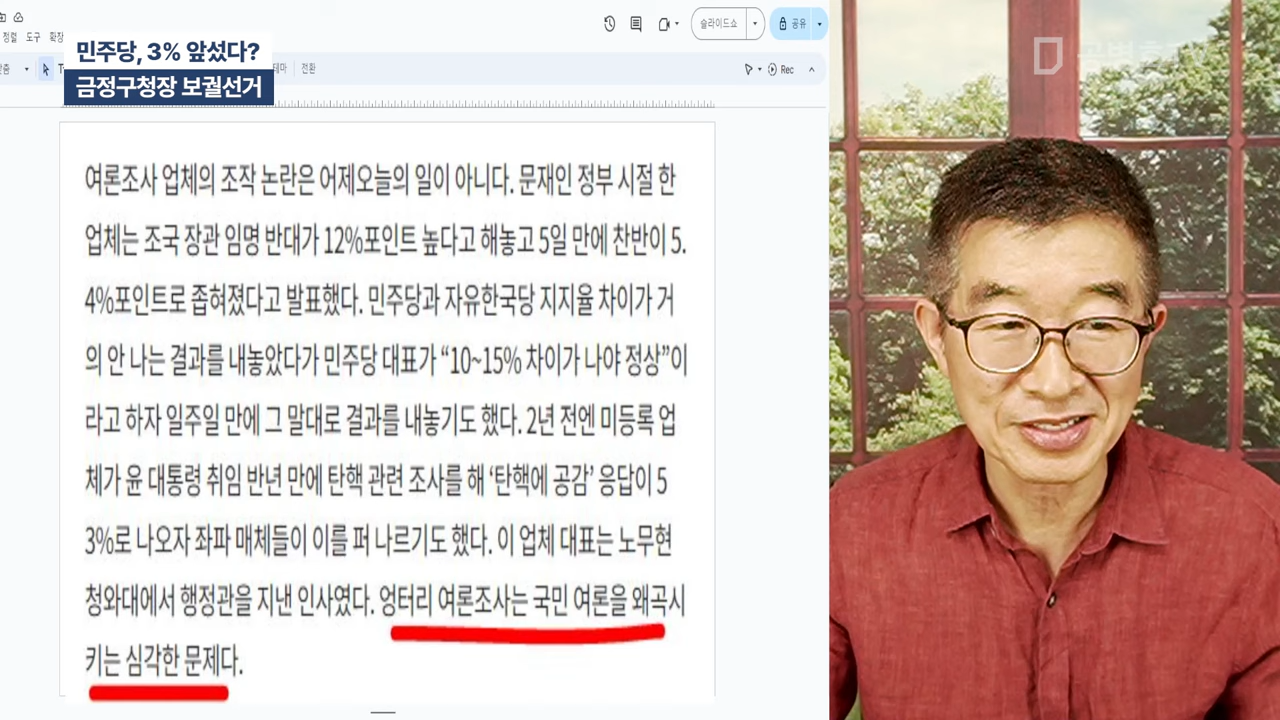 정렬 도구 확장
슬라이드쇼
공유
민주당, 3% 앞섰다?
금정구청장 보궐선거
테마 전환
Rec
여론조사 업체의 조작 논란은 어제오늘의 일이 아니다. 문재인 정부 시절 한
업체는 조국 장관 임명 반대가 12%포인트 높다고 해놓고 5일 만에 찬반이 5.
4%포인트로 좁혀졌다고 발표했다. 민주당과 자유한국당 지지율 차이가 거
의 안 나는 결과를 내놓았다가 민주당 대표가 “10~15% 차이가 나야 정상”이
라고 하자 일주일 만에 그 말대로 결과를 내놓기도 했다. 2년 전엔 미등록 업
체가 윤 대통령 취임 반년 만에 탄핵 관련 조사를 해 ‘탄핵에 공감’ 응답이 5
3%로 나오자 좌파 매체들이 이를 퍼 나르기도 했다. 이 업체 대표는 노무현
청와대에서 행정관을 지낸 인사였다. 엉터리 여론조사는 국민 여론을 왜곡시
키는 심각한 문제다.